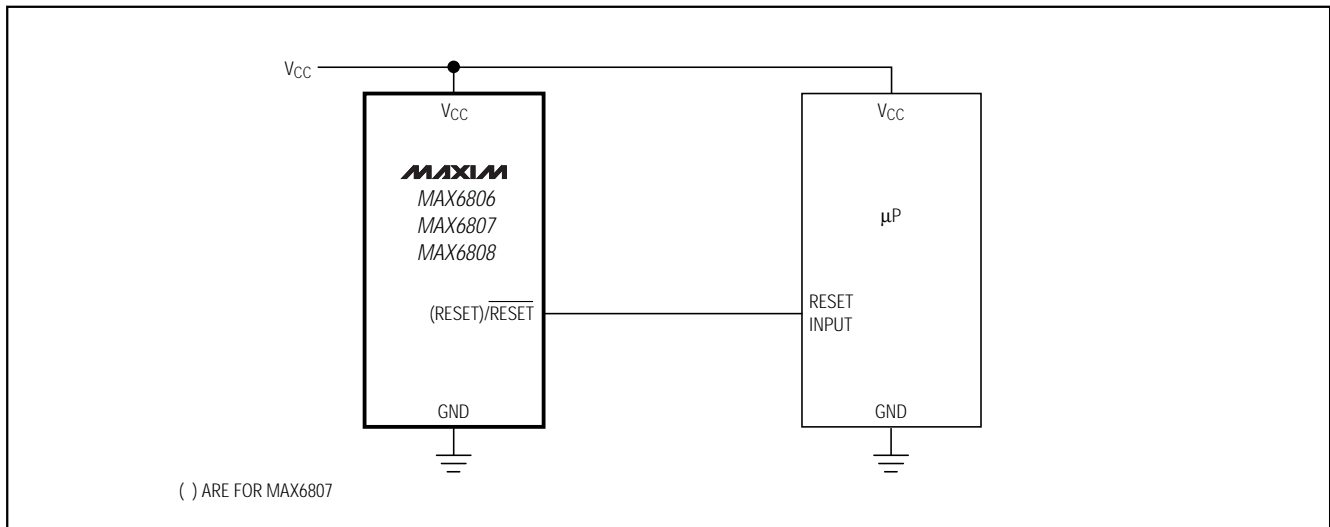 VCC
VCC
MAXIM
MAX6806
MAX6807
MAX6808
(RESET)/RESET
GND
VCC
μP
RESET
INPUT
GND
( ) ARE FOR MAX6807